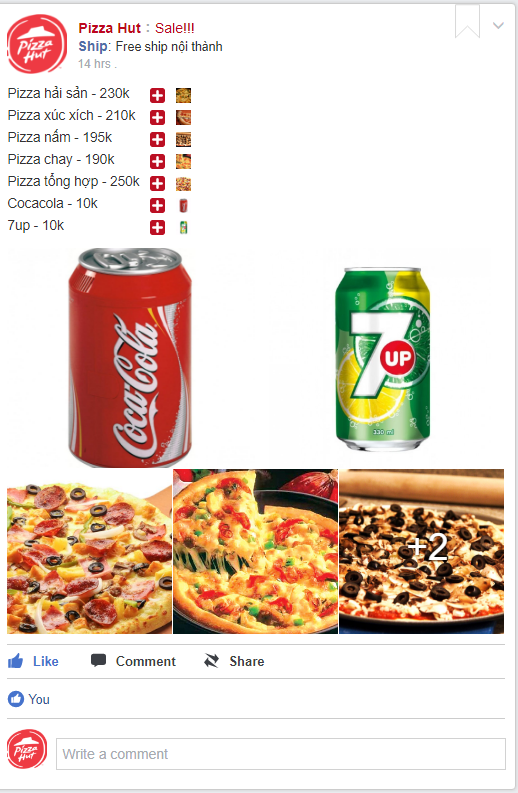 Pizza Hut
Pizza Hut : Sale!!!
Ship: Free ship nội thành
14 hrs .
Pizza hải sản - 230k
Pizza xúc xích - 210k
Pizza nấm - 195k
Pizza chay - 190k
Pizza tổng hợp - 250k
Cocacola - 10k
7up - 10k
Coca-Cola
7 UP
330 ml
+2
Like Comment Share
You
Pizza Hut
Write a comment